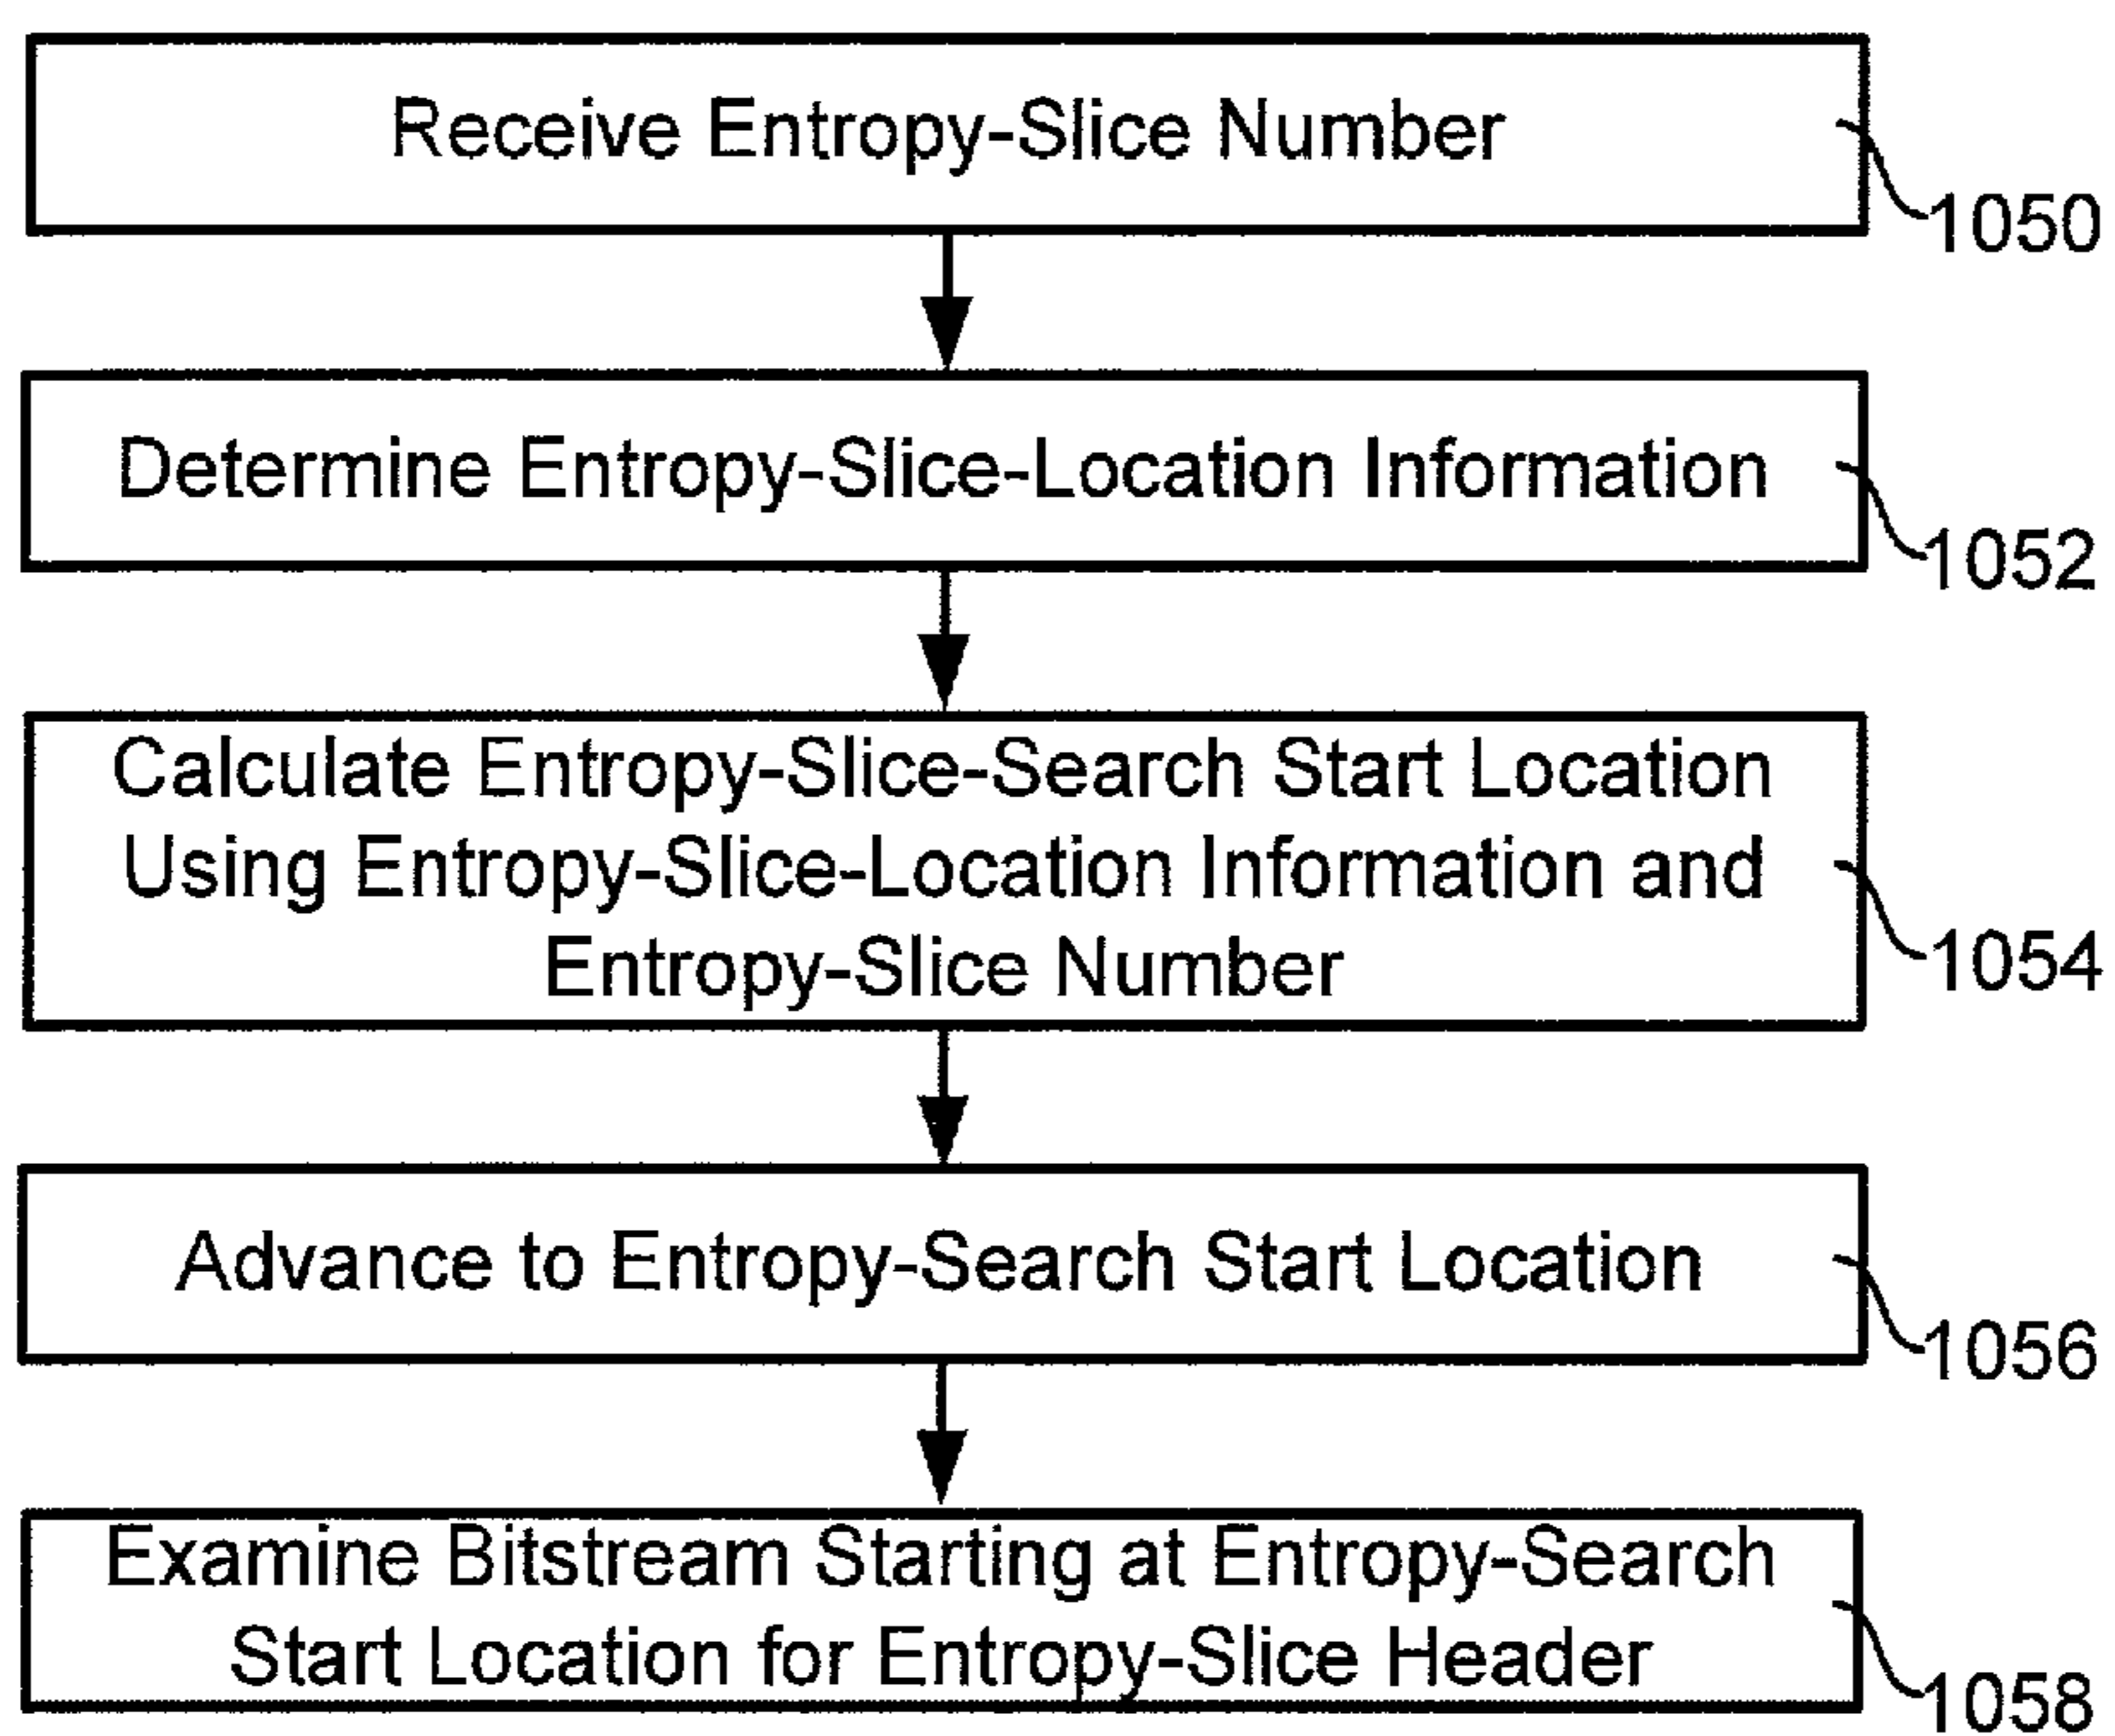 Receive Entropy-Slice Number
1050
Determine Entropy-Slice-Location Information
1052
Calculate Entropy-Slice-Search Start Location
Using Entropy-Slice-Location Information and
Entropy-Slice Number
1054
Advance to Entropy-Search Start Location
1056
Examine Bitstream Starting at Entropy-Search
Start Location for Entropy-Slice Header
1058